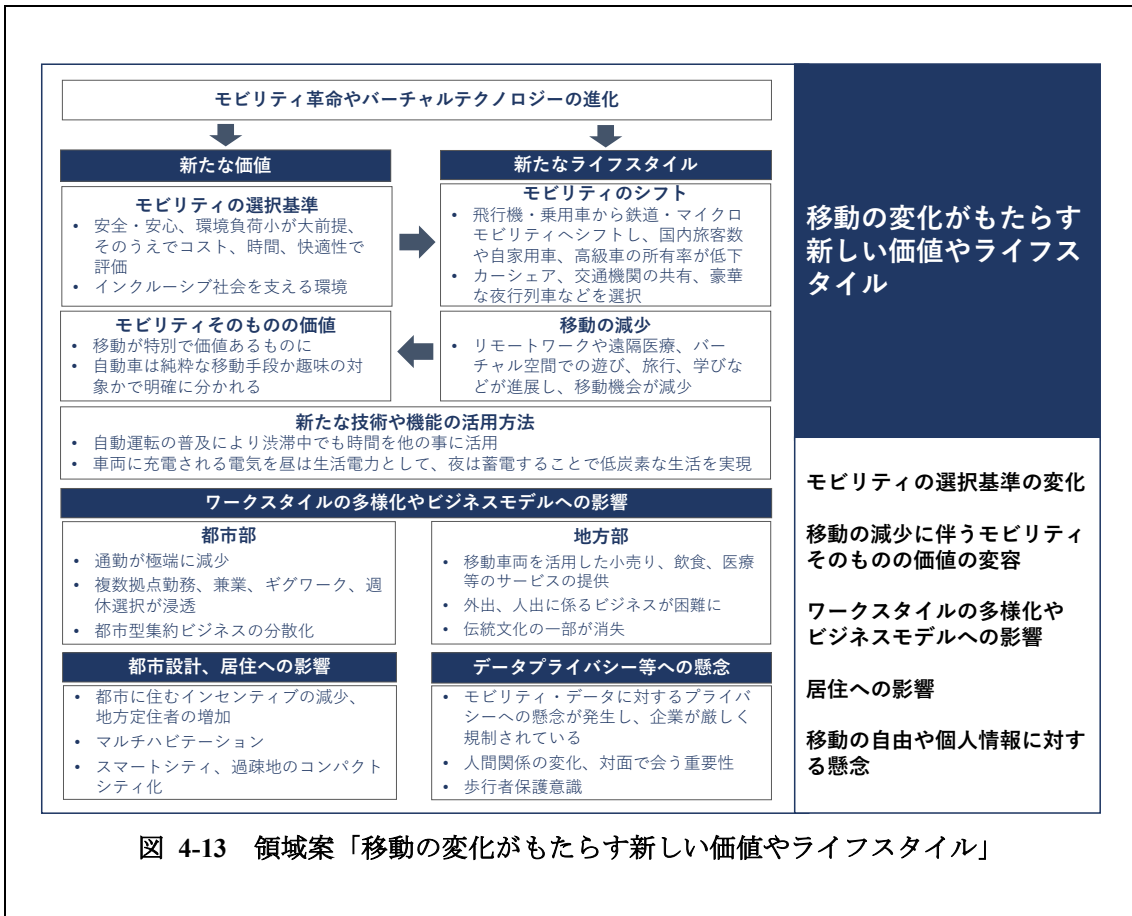 モビリティ革命やバーチャルテクノロジーの進化
新たな価値
モビリティの選択基準
• 安全・安心、環境負荷小が大前提、
そのうえでコスト、時間、快適性で
評価
• インクルーシブ社会を支える環境
新たなライフスタイル
モビリティのシフト
• 飛行機・乗用車から鉄道・マイクロ
モビリティへシフトし、国内旅客数
や自家用車、高級車の所有率が低下
• カーシェア、交通機関の共有、豪華
な夜行列車などを選択
モビリティそのものの価値
• 移動が特別で価値あるものに
• 自動車は純粋な移動手段か趣味の対
象かで明確に分かれる
移動の減少
• リモートワークや遠隔医療、バー
チャル空間での遊び、旅行、学びな
どが進展し、移動機会が減少
新たな技術や機能の活用方法
• 自動運転の普及により渋滞中でも時間を他の事に活用
• 車両に充電される電気を昼は生活電力として、夜は蓄電することで低炭素な生活を実現
ワークスタイルの多様化やビジネスモデルへの影響
都市部
• 通勤が極端に減少
• 複数拠点勤務、兼業、ギグワーク、週
休選択が浸透
• 都市型集約ビジネスの分散化
地方部
• 移動車両を活用した小売り、飲食、医療
等のサービスの提供
• 外出、人出に係るビジネスが困難に
• 伝統文化の一部が消失
都市設計、居住への影響
• 都市に住むインセンティブの減少、
地方定住者の増加
• マルチハビテーション
• スマートシティ、過疎地のコンパクト
シティ化
データプライバシー等への懸念
• モビリティ・データに対するプライバ
シーへの懸念が発生し、企業が厳しく
規制されている
• 人間関係の変化、対面で会う重要性
• 歩行者保護意識
移動の変化がもたらす
新しい価値やライフス
タイル
モビリティの選択基準の変化
移動の減少に伴うモビリティ
そのものの価値の変容
ワークスタイルの多様化や
ビジネスモデルへの影響
居住への影響
移動の自由や個人情報に対す
る懸念
図 4-13 領域案「移動の変化がもたらす新しい価値やライフスタイル」